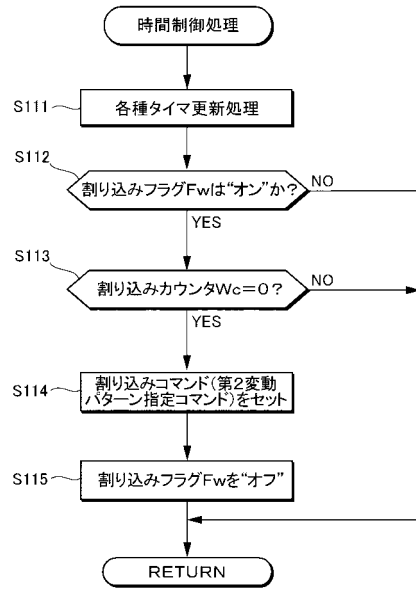 時間制御処理
S111
各種タイマ更新処理
S112
割り込みフラグFwは“オン”か?
NO
YES
S113
割り込みカウンタWc=0?
NO
YES
S114
割り込みコマンド(第2変動
パターン指定コマンド)をセット
S115
割り込みフラグFwを“オフ”
RETURN